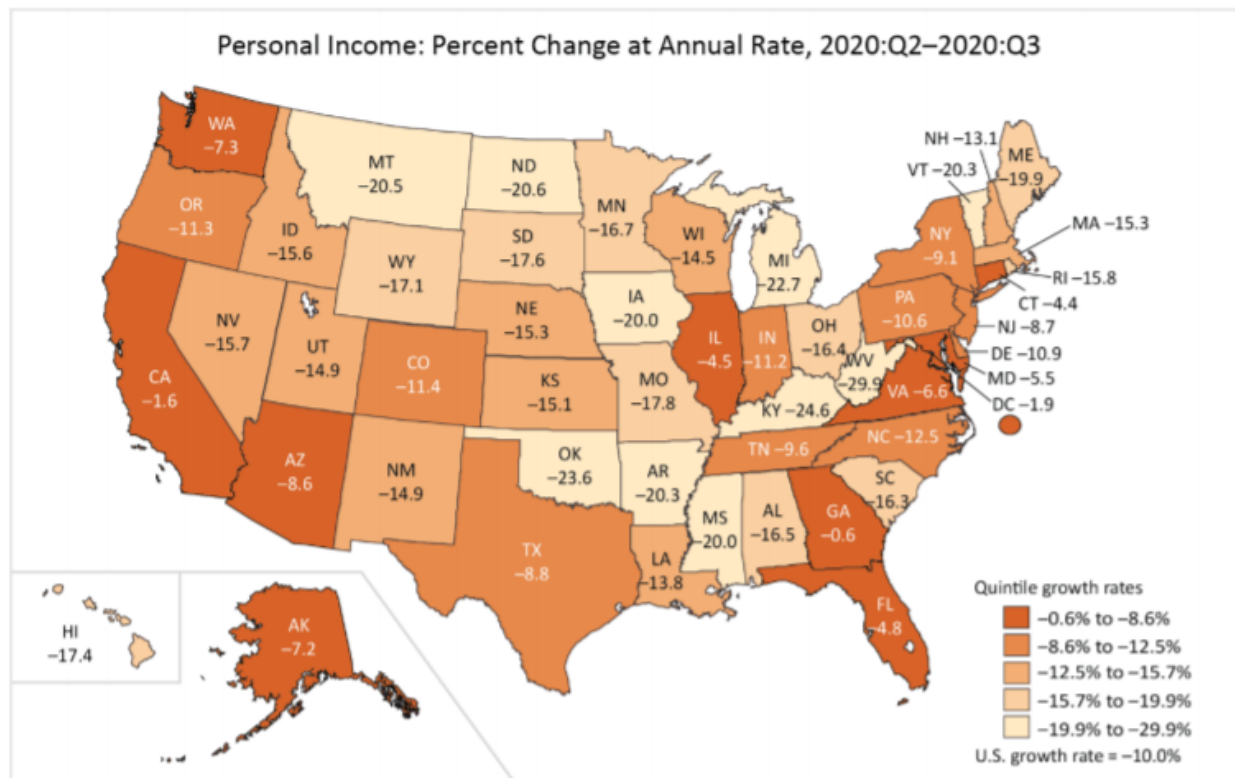 Personal Income: Percent Change at Annual Rate, 2020:Q2–2020:Q3
WA
–7.3
MT
–20.5
ND
–20.6
MN
–16.7
NH –13.1
VT –20.3
ME
–19.9
OR
–11.3
ID
–15.6
SD
–17.6
WI
–14.5
MI
–22.7
NY
–9.1
MA –15.3
RI –15.8
CT –4.4
WY
–17.1
IA
–20.0
NE
–15.3
PA
–10.6
NJ –8.7
NV
–15.7
UT
–14.9
CO
–11.4
IL
–4.5
IN
–11.2
OH
–16.4
DE –10.9
MD –5.5
DC –1.9
WV
–29.9
VA –6.6
CA
–1.6
KS
–15.1
MO
–17.8
KY –24.6
AZ
–8.6
NM
–14.9
OK
–23.6
AR
–20.3
TN –9.6
NC –12.5
SC
–16.3
MS
–20.0
AL
–16.5
GA
–0.6
TX
–8.8
LA
–13.8
FL
–4.8
HI
–17.4
AK
–7.2
Quintile growth rates
–0.6% to –8.6%
–8.6% to –12.5%
–12.5% to –15.7%
–15.7% to –19.9%
–19.9% to –29.9%
U.S. growth rate = –10.0%